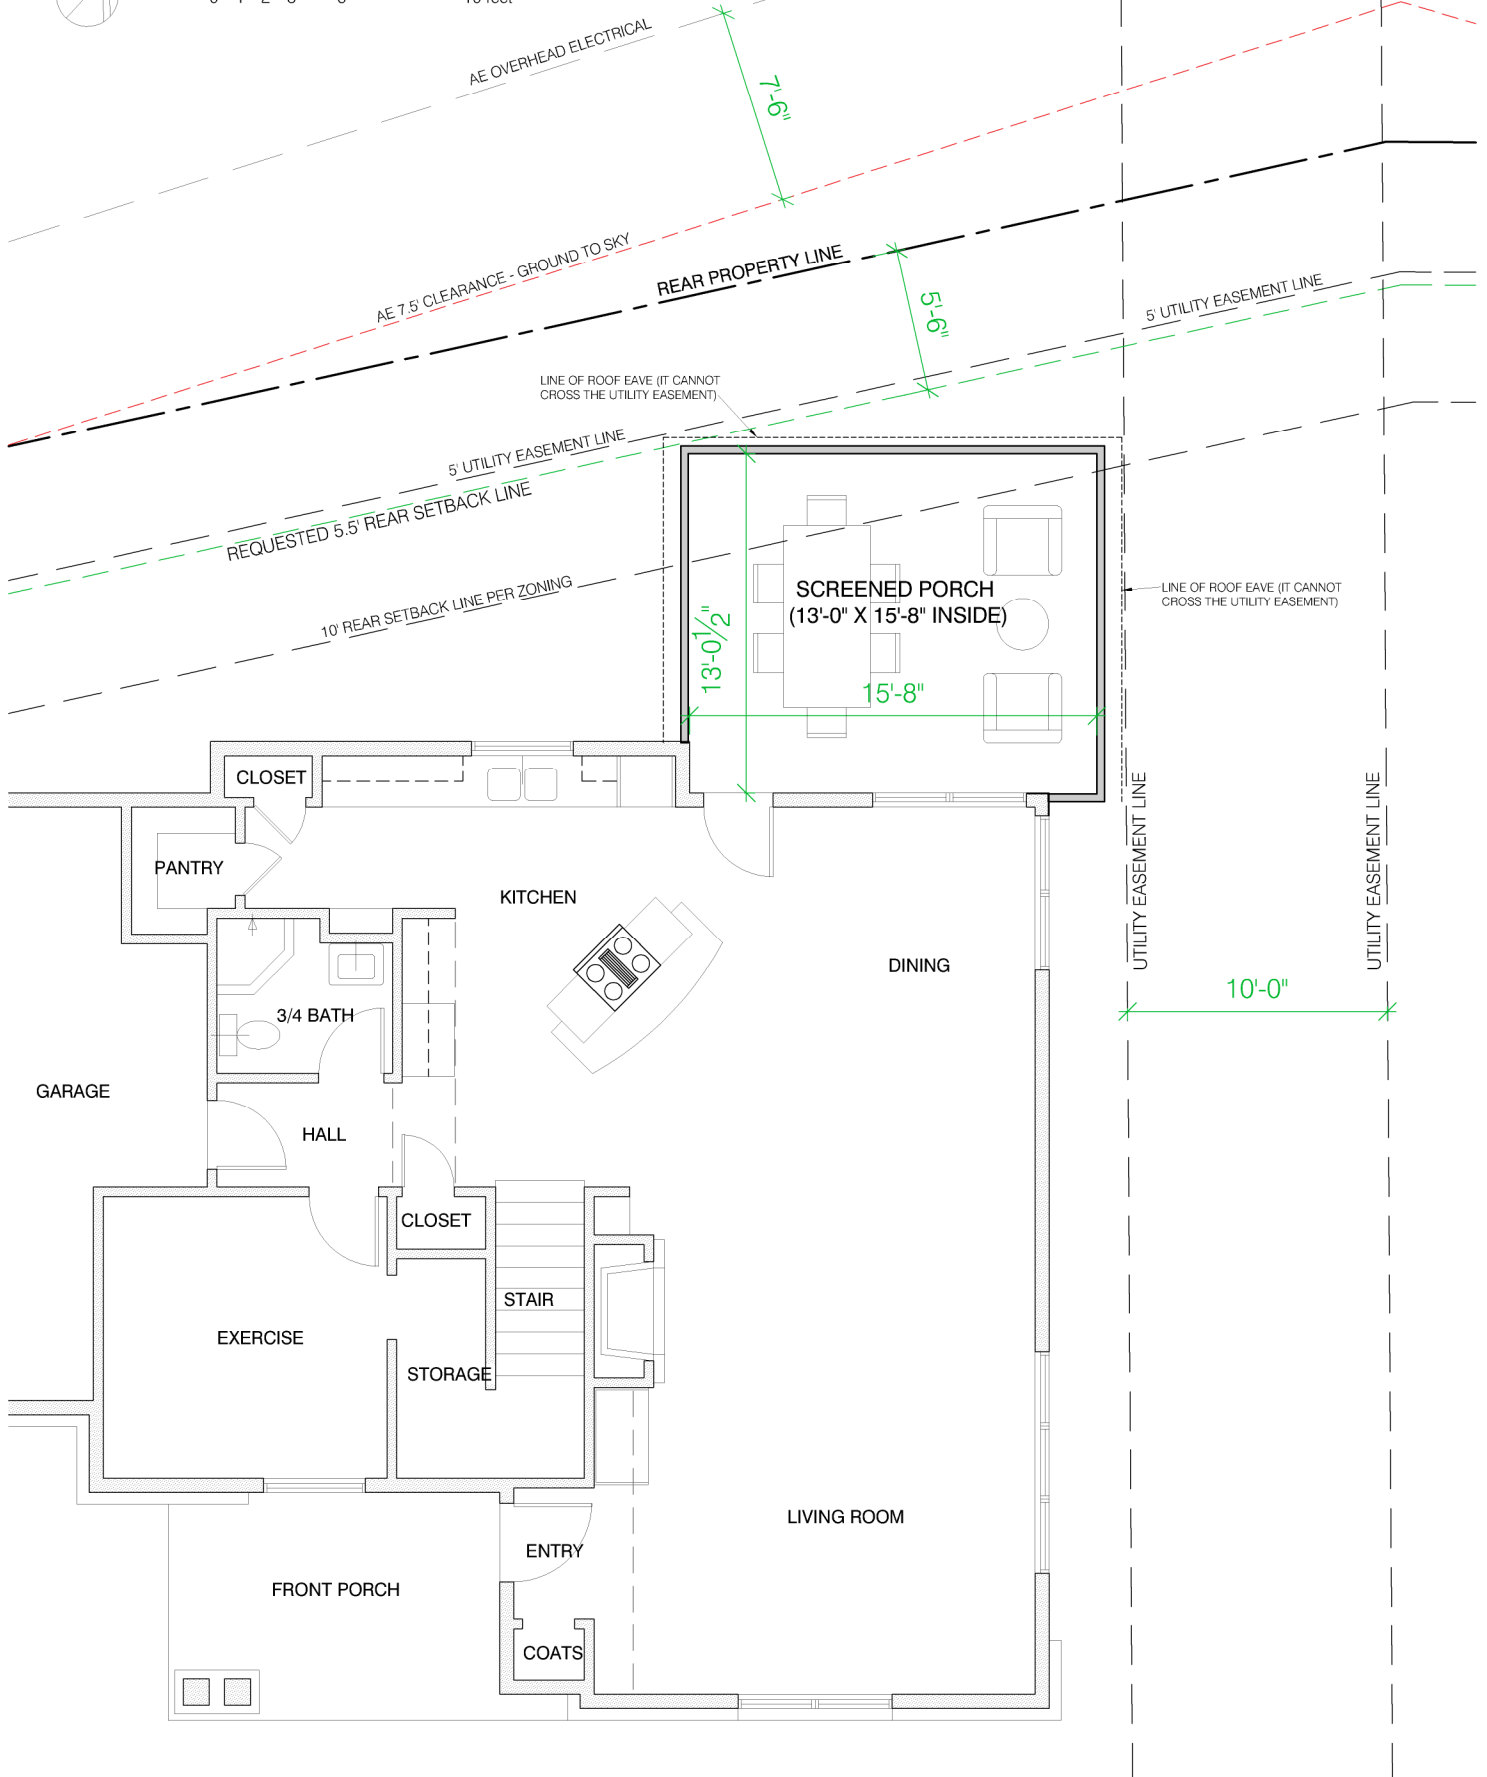 10 feet
AE OVERHEAD ELECTRICAL
7'-6"
AE 7.5' CLEARANCE - GROUND TO SKY
REAR PROPERTY LINE
5'-6"
5' UTILITY EASEMENT LINE
LINE OF ROOF EAVE (IT CANNOT
CROSS THE UTILITY EASEMENT)
5' UTILITY EASEMENT LINE
REQUESTED 5.5' REAR SETBACK LINE
10' REAR SETBACK LINE PER ZONING
SCREENED PORCH
(13'-0" X 15'-8" INSIDE)
LINE OF ROOF EAVE (IT CANNOT
CROSS THE UTILITY EASEMENT)
13'-0½"
15'-8"
CLOSET
PANTRY
KITCHEN
UTILITY EASEMENT LINE
UTILITY EASEMENT LINE
DINING
10'-0"
3/4 BATH
GARAGE
HALL
CLOSET
STAIR
EXERCISE
STORAGE
LIVING ROOM
ENTRY
FRONT PORCH
COATS